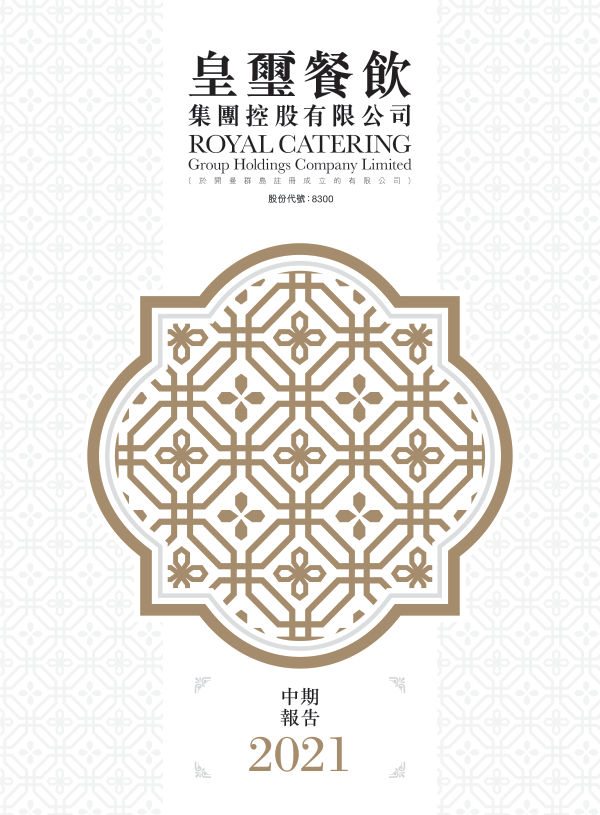 皇璽餐飲
集團控股有限公司
ROYAL CATERING
Group Holdings Company Limited
(於開曼群島註冊成立的有限公司)
股份代號:8300
中期
報告
2021